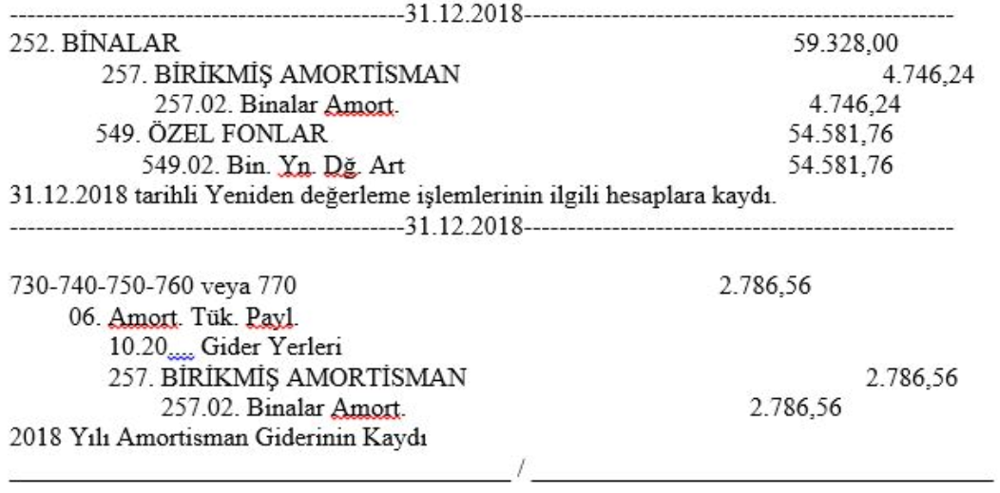 -----------------------------------------------31.12.2018---------------------------------------------------
252. BİNALAR 59.328,00
257. BİRİKMİŞ AMORTİSMAN 4.746,24
257.02. Binalar Amort. 4.746,24
549. ÖZEL FONLAR 54.581,76
549.02. Bin. Yn. Dğ. Art 54.581,76
31.12.2018 tarihli Yeniden değerleme işlemlerinin ilgili hesaplara kaydı.
-----------------------------------------------31.12.2018---------------------------------------------------
730-740-750-760 veya 770 2.786,56
06. Amort. Tük. Payl.
10.20.... Gider Yerleri
257. BİRİKMİŞ AMORTİSMAN 2.786,56
257.02. Binalar Amort. 2.786,56
2018 Yılı Amortisman Giderinin Kaydı
____________________________________________ / ________________________________________